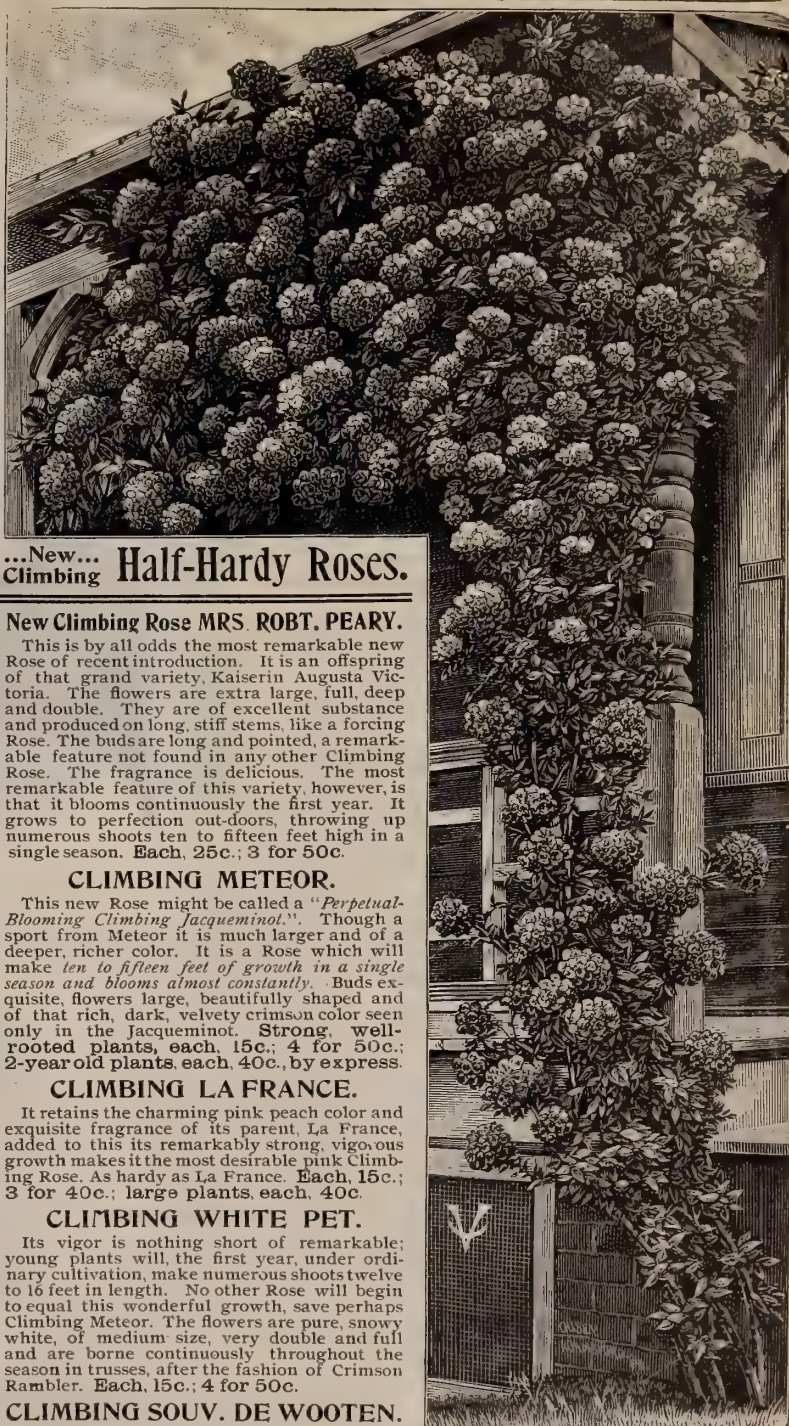 ...New...
Climbing Half-Hardy Roses.
New Climbing Rose MRS. ROBT. PEARY.
This is by all odds the most remarkable new
Rose of recent introduction. It is an offspring
of that grand variety, Kaiserin Augusta Vic-
toria. The flowers are extra large, full, deep
and double. They are of excellent substance
and produced on long, stiff stems, like a forcing
Rose. The buds are long and pointed, a remark-
able feature not found in any other Climbing
Rose. The fragrance is delicious. The most
remarkable feature of this variety, however, is
that it blooms continuously the first year. It
grows to perfection out-doors, throwing up
numerous shoots ten to fifteen feet high in a
single season. Each, 25c.; 3 for 50c.
CLIMBING METEOR.
This new Rose might be called a "Perpetual-
Blooming Climbing Jacqueminot.". Though a
sport from Meteor it is much larger and of a
deeper, richer color. It is a Rose which will
make ten to fifteen feet of growth in a single
season and blooms almost constantly. Buds ex-
quisite, flowers large, beautifully shaped and
of that rich, dark, velvety crimson color seen
only in the Jacqueminot. Strong, well-
rooted plants, each, 15c.; 4 for 50c.;
2-year old plants, each, 40c., by express.
CLIMBING LA FRANCE.
It retains the charming pink peach color and
exquisite fragrance of its parent, La France,
added to this its remarkably strong, vigorous
growth makes it the most desirable pink Climb-
ing Rose. As hardy as La France. Each, 15c.;
3 for 40c.; large plants, each, 40c.
CLIMBING WHITE PET.
Its vigor is nothing short of remarkable;
young plants will, the first year, under ordi-
nary cultivation, make numerous shoots twelve
to 16 feet in length. No other Rose will begin
to equal this wonderful growth, save perhaps
Climbing Meteor. The flowers are pure, snowy
white, of medium size, very double and full
and are borne continuously throughout the
season in trusses, after the fashion of Crimson
Rambler. Each, 15c.; 4 for 50c.
CLIMBING SOUV. DE WOOTEN.